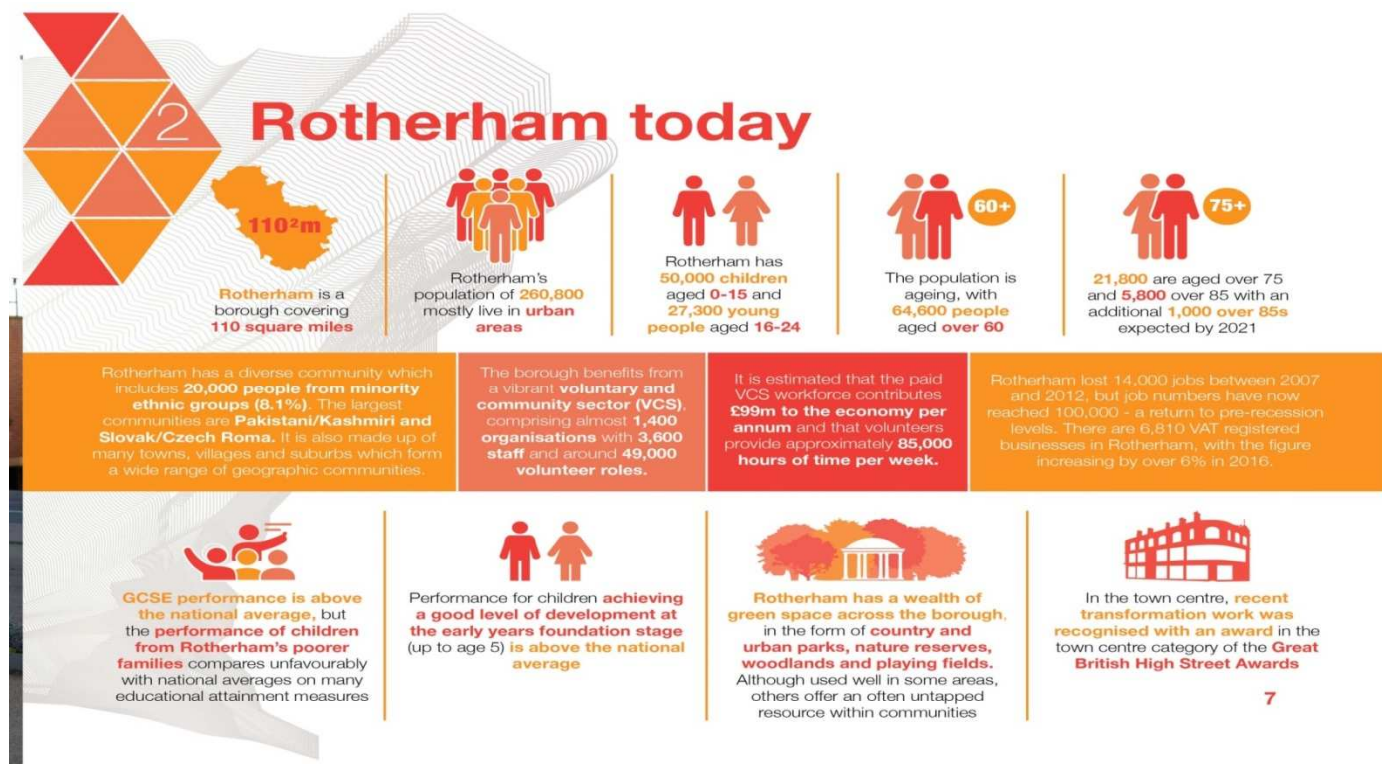 2
Rotherham today
110²m
Rotherham is a
borough covering
110 square miles
Rotherham's
population of 260,800
mostly live in urban
areas
Rotherham has
50,000 children
aged 0-15 and
27,300 young
people aged 16-24
60+
The population is
ageing, with
64,600 people
aged over 60
75+
21,800 are aged over 75
and 5,800 over 85 with an
additional 1,000 over 85s
expected by 2021
Rotherham has a diverse community which
includes 20,000 people from minority
ethnic groups (8.1%). The largest
communities are Pakistani/Kashmiri and
Slovak/Czech Roma. It is also made up of
many towns, villages and suburbs which form
a wide range of geographic communities.
The borough benefits from
a vibrant voluntary and
community sector (VCS),
comprising almost 1,400
organisations with 3,600
staff and around 49,000
volunteer roles.
It is estimated that the paid
VCS workforce contributes
£99m to the economy per
annum and that volunteers
provide approximately 85,000
hours of time per week.
Rotherham lost 14,000 jobs between 2007
and 2012, but job numbers have now
reached 100,000 - a return to pre-recession
levels. There are 6,810 VAT registered
businesses in Rotherham, with the figure
increasing by over 6% in 2016.
GCSE performance is above
the national average, but
the performance of children
from Rotherham's poorer
families compares unfavourably
with national averages on many
educational attainment measures
Performance for children achieving
a good level of development at
the early years foundation stage
(up to age 5) is above the national
average
Rotherham has a wealth of
green space across the borough,
in the form of country and
urban parks, nature reserves,
woodlands and playing fields.
Although used well in some areas,
others offer an often untapped
resource within communities
In the town centre, recent
transformation work was
recognised with an award in the
town centre category of the Great
British High Street Awards
7